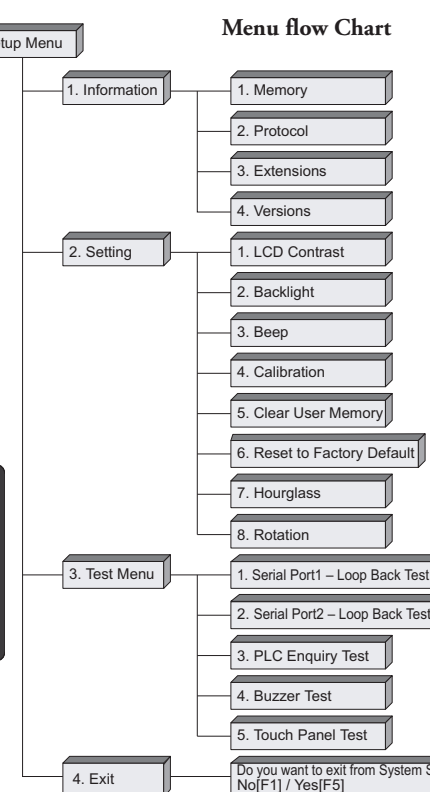 Menu flow Chart
tup Menu
1. Information
1. Memory
2. Protocol
3. Extensions
4. Versions
2. Setting
1. LCD Contrast
2. Backlight
3. Beep
4. Calibration
5. Clear User Memory
6. Reset to Factory Default
7. Hourglass
8. Rotation
3. Test Menu
1. Serial Port1 – Loop Back Test
2. Serial Port2 – Loop Back Test
3. PLC Enquiry Test
4. Buzzer Test
5. Touch Panel Test
4. Exit
Do you want to exit from System S
No[F1] / Yes[F5]